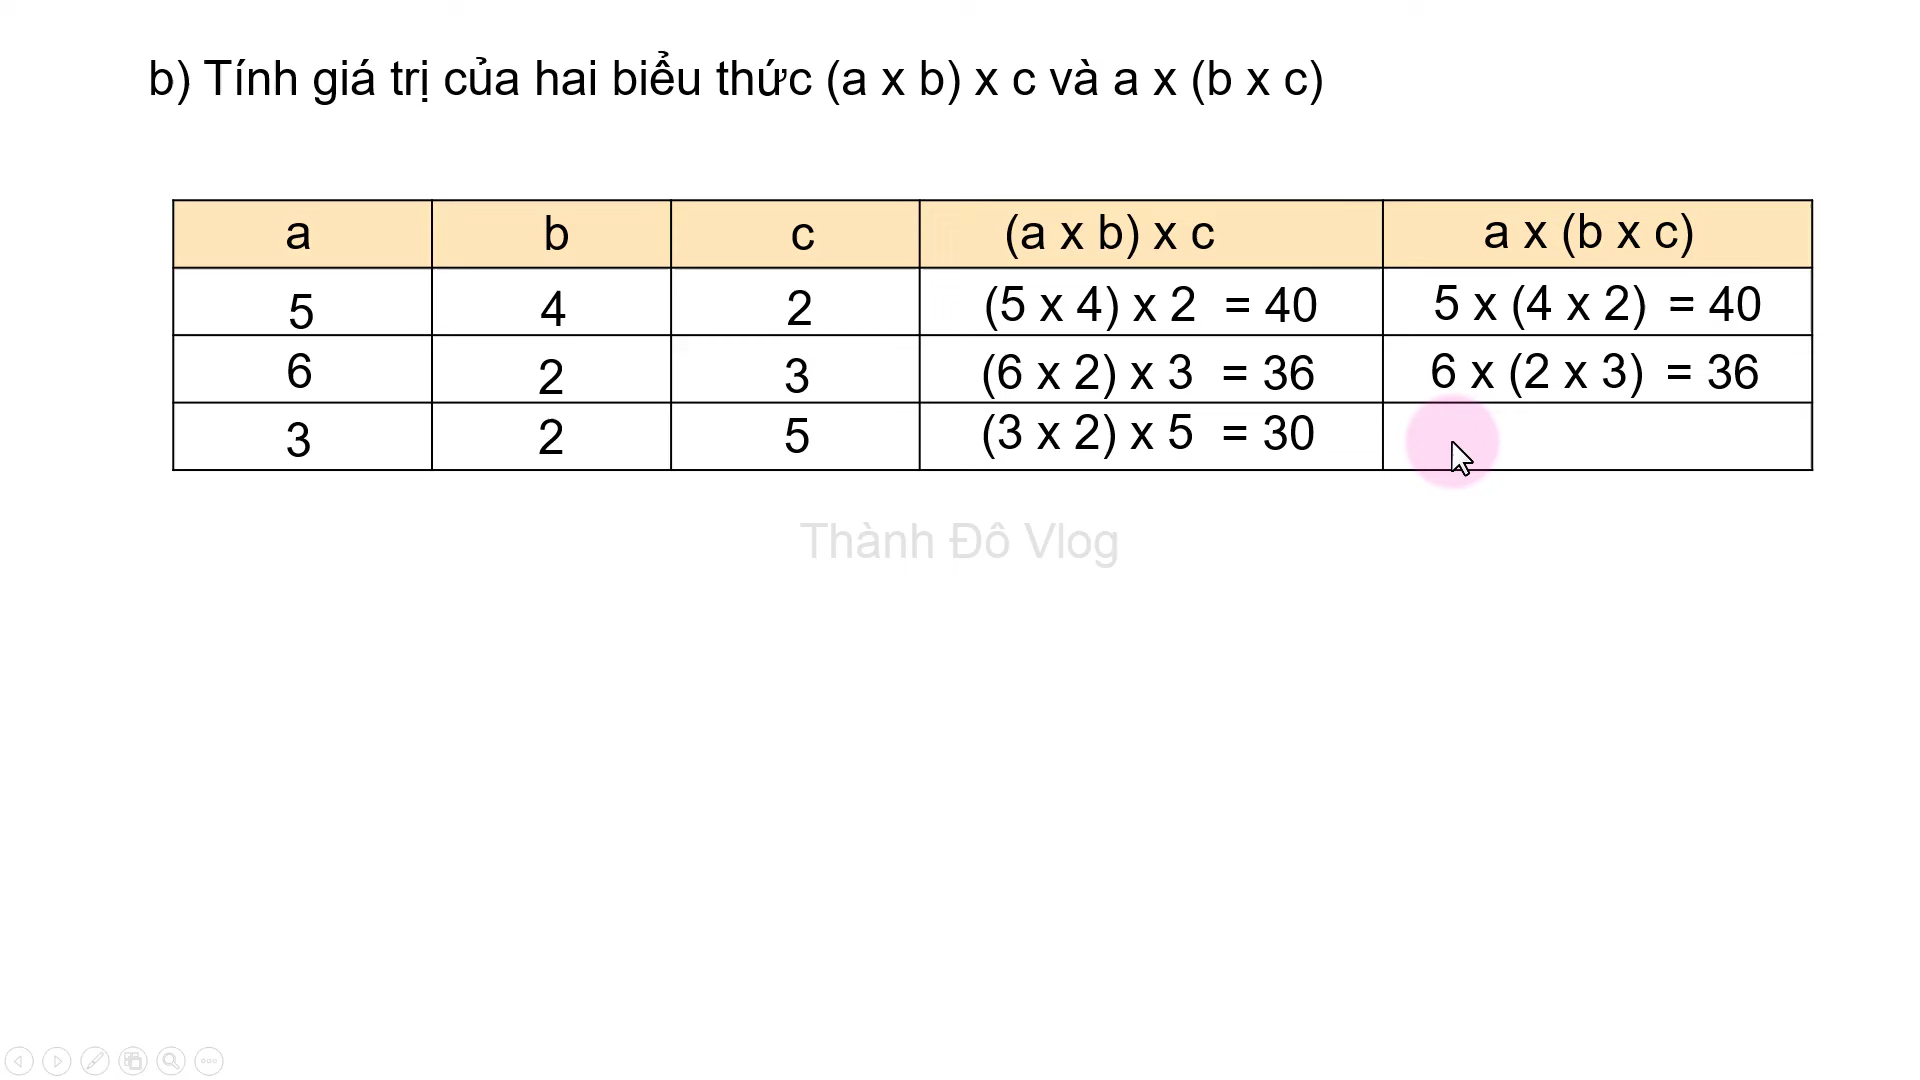 b) Tính giá trị của hai biểu thức (a x b) x c và a x (b x c)
a b c (a x b) x c a x (b x c)
5 4 2 (5 x 4) x 2 = 40 5 x (4 x 2) = 40
6 2 3 (6 x 2) x 3 = 36 6 x (2 x 3) = 36
3 2 5 (3 x 2) x 5 = 30
Thành Đô Vlog